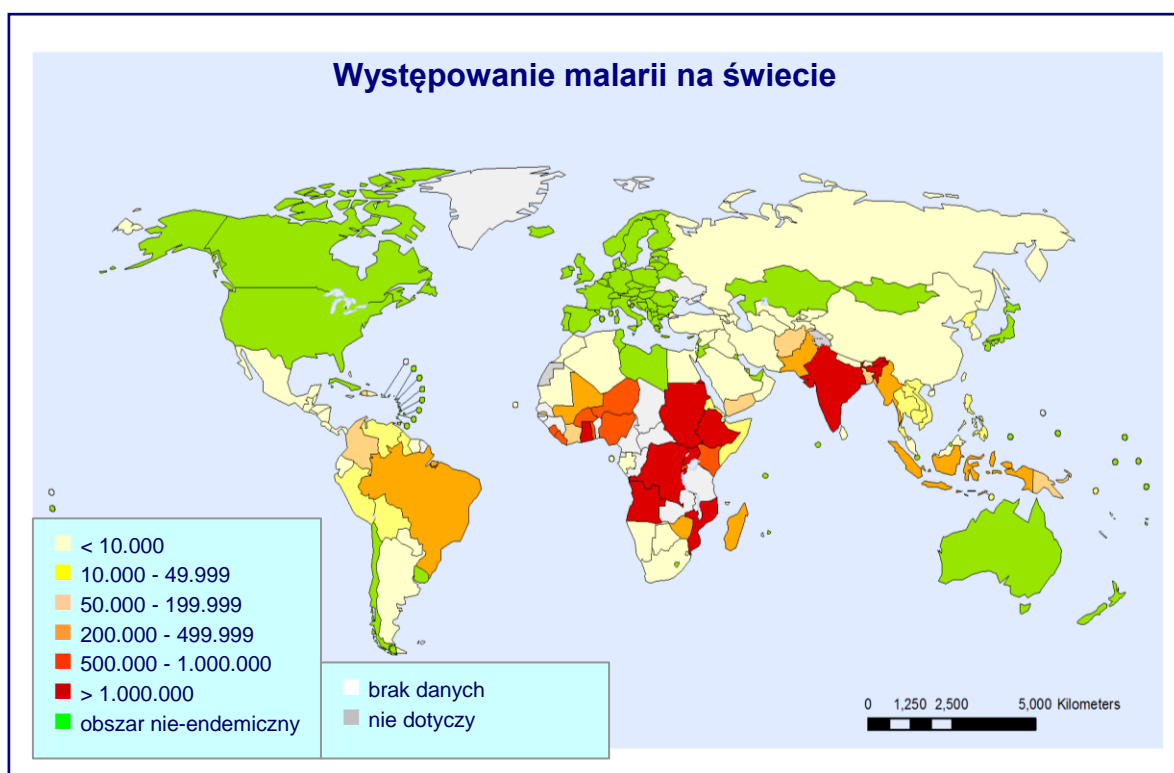 Występowanie malarii na świecie
< 10.000
10.000 - 49.999
50.000 - 199.999
200.000 - 499.999
500.000 - 1.000.000
> 1.000.000
obszar nie-endemiczny
brak danych
nie dotyczy
0 1,250 2,500 5,000 Kilometers